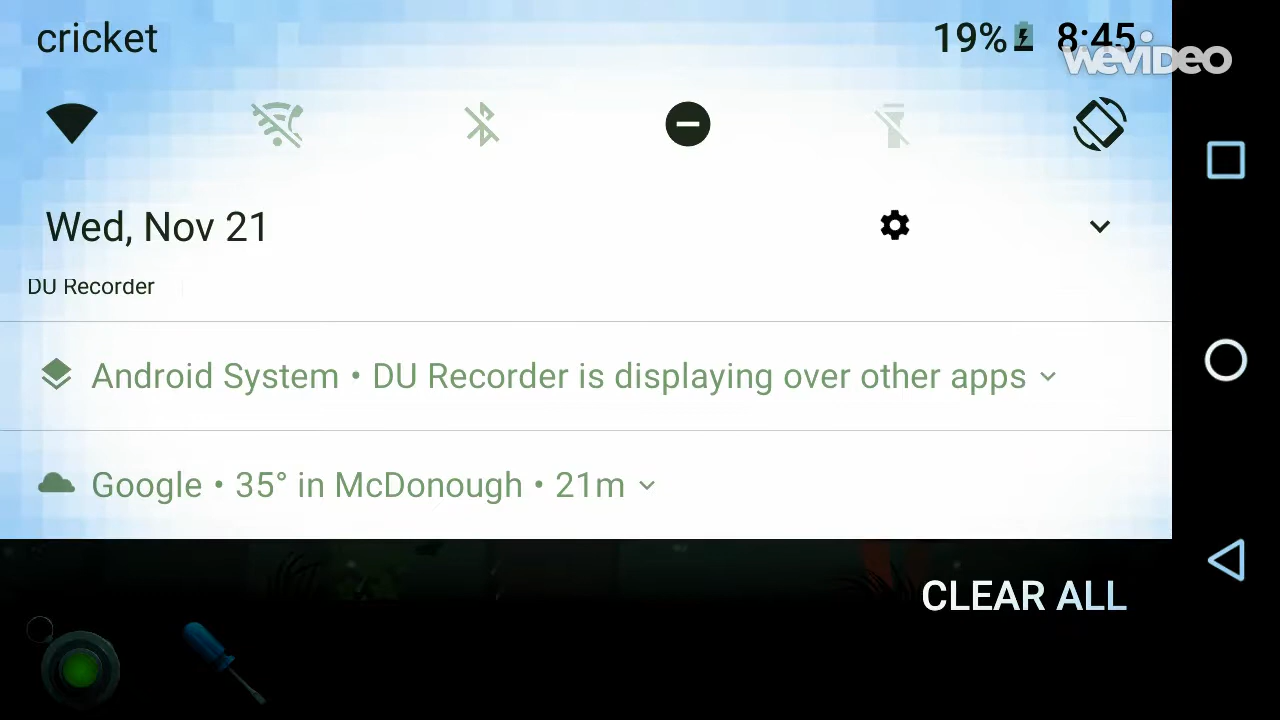 cricket
19% 8:45
WeVideo
Wed, Nov 21
DU Recorder
Android System • DU Recorder is displaying over other apps
Google • 35° in McDonough • 21m
CLEAR ALL